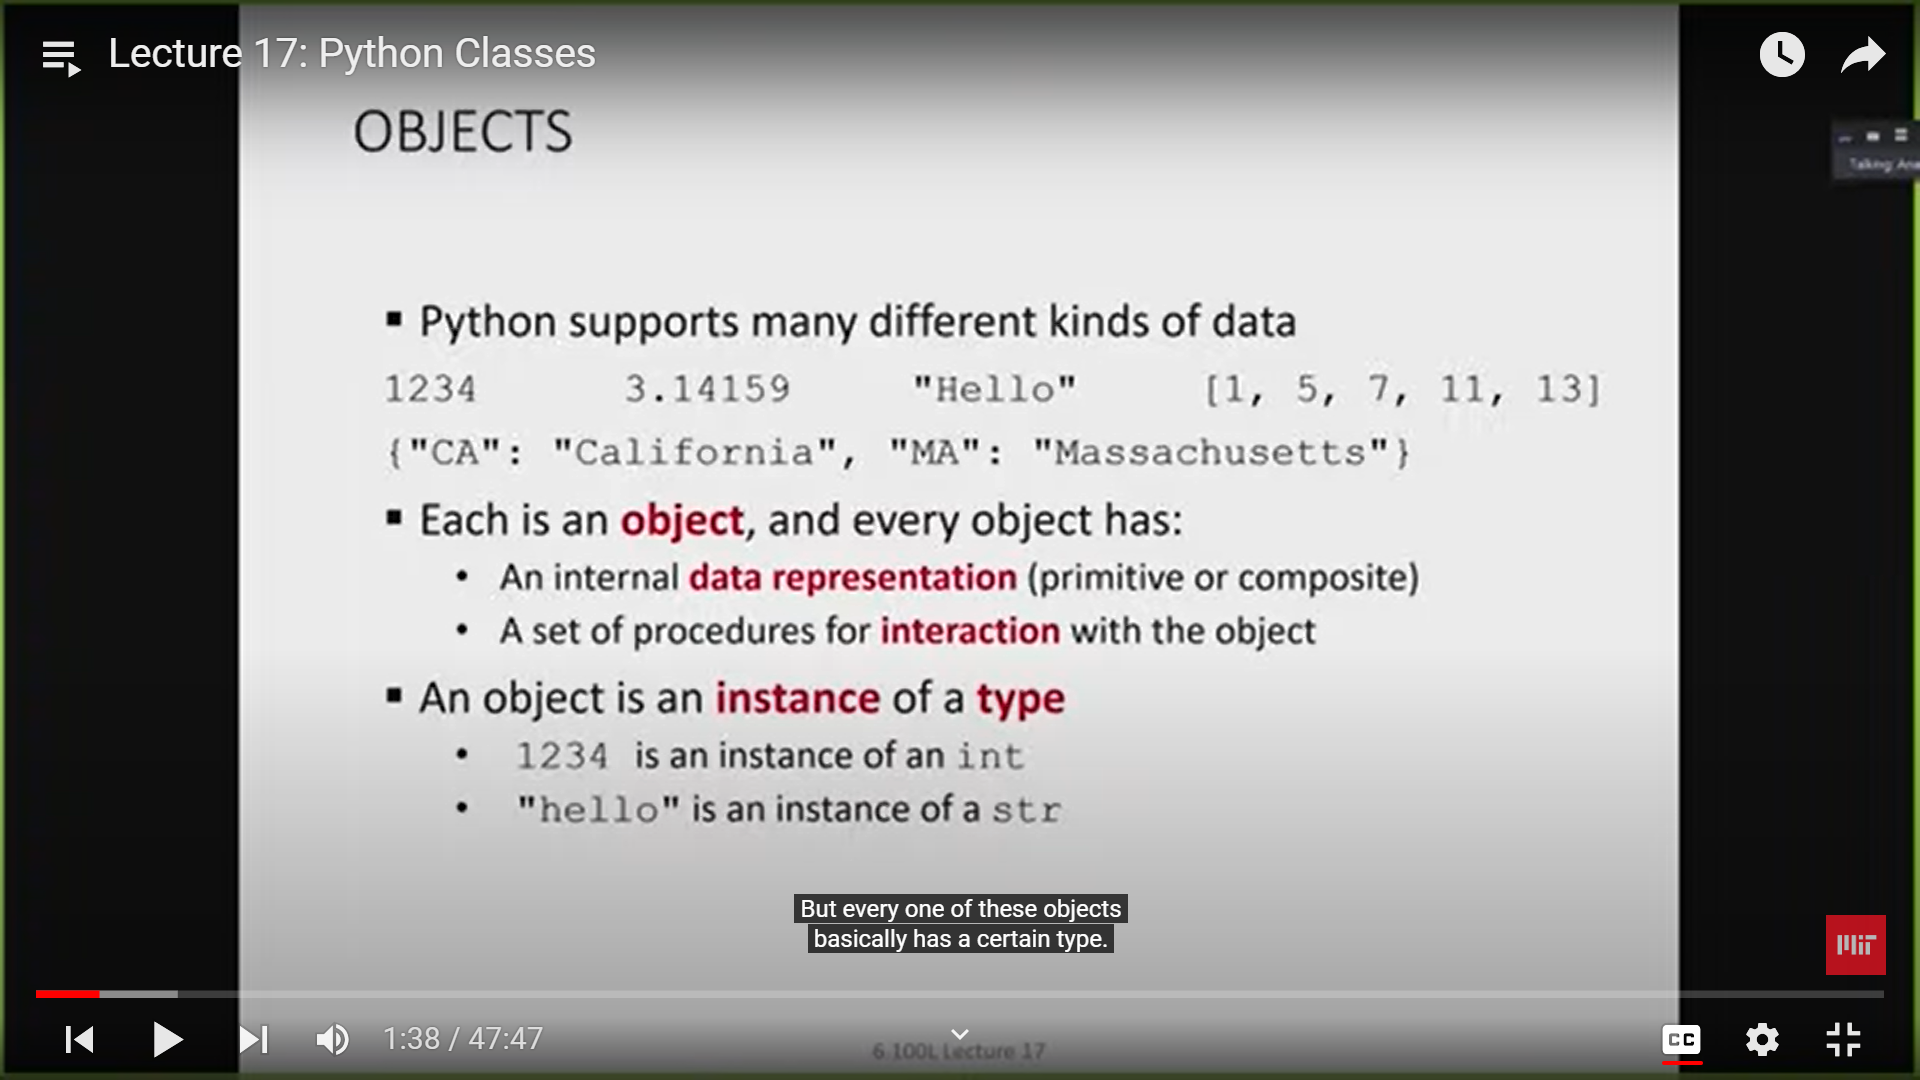 Lecture 17: Python Classes
OBJECTS
Talking: Ana
▪ Python supports many different kinds of data
1234 3.14159 "Hello" [1, 5, 7, 11, 13]
{"CA": "California", "MA": "Massachusetts"}
▪ Each is an object, and every object has:
• An internal data representation (primitive or composite)
• A set of procedures for interaction with the object
▪ An object is an instance of a type
• 1234 is an instance of an int
• "hello" is an instance of a str
But every one of these objects
basically has a certain type.
MIT
1:38 / 47:47
CC
6.100L Lecture 17